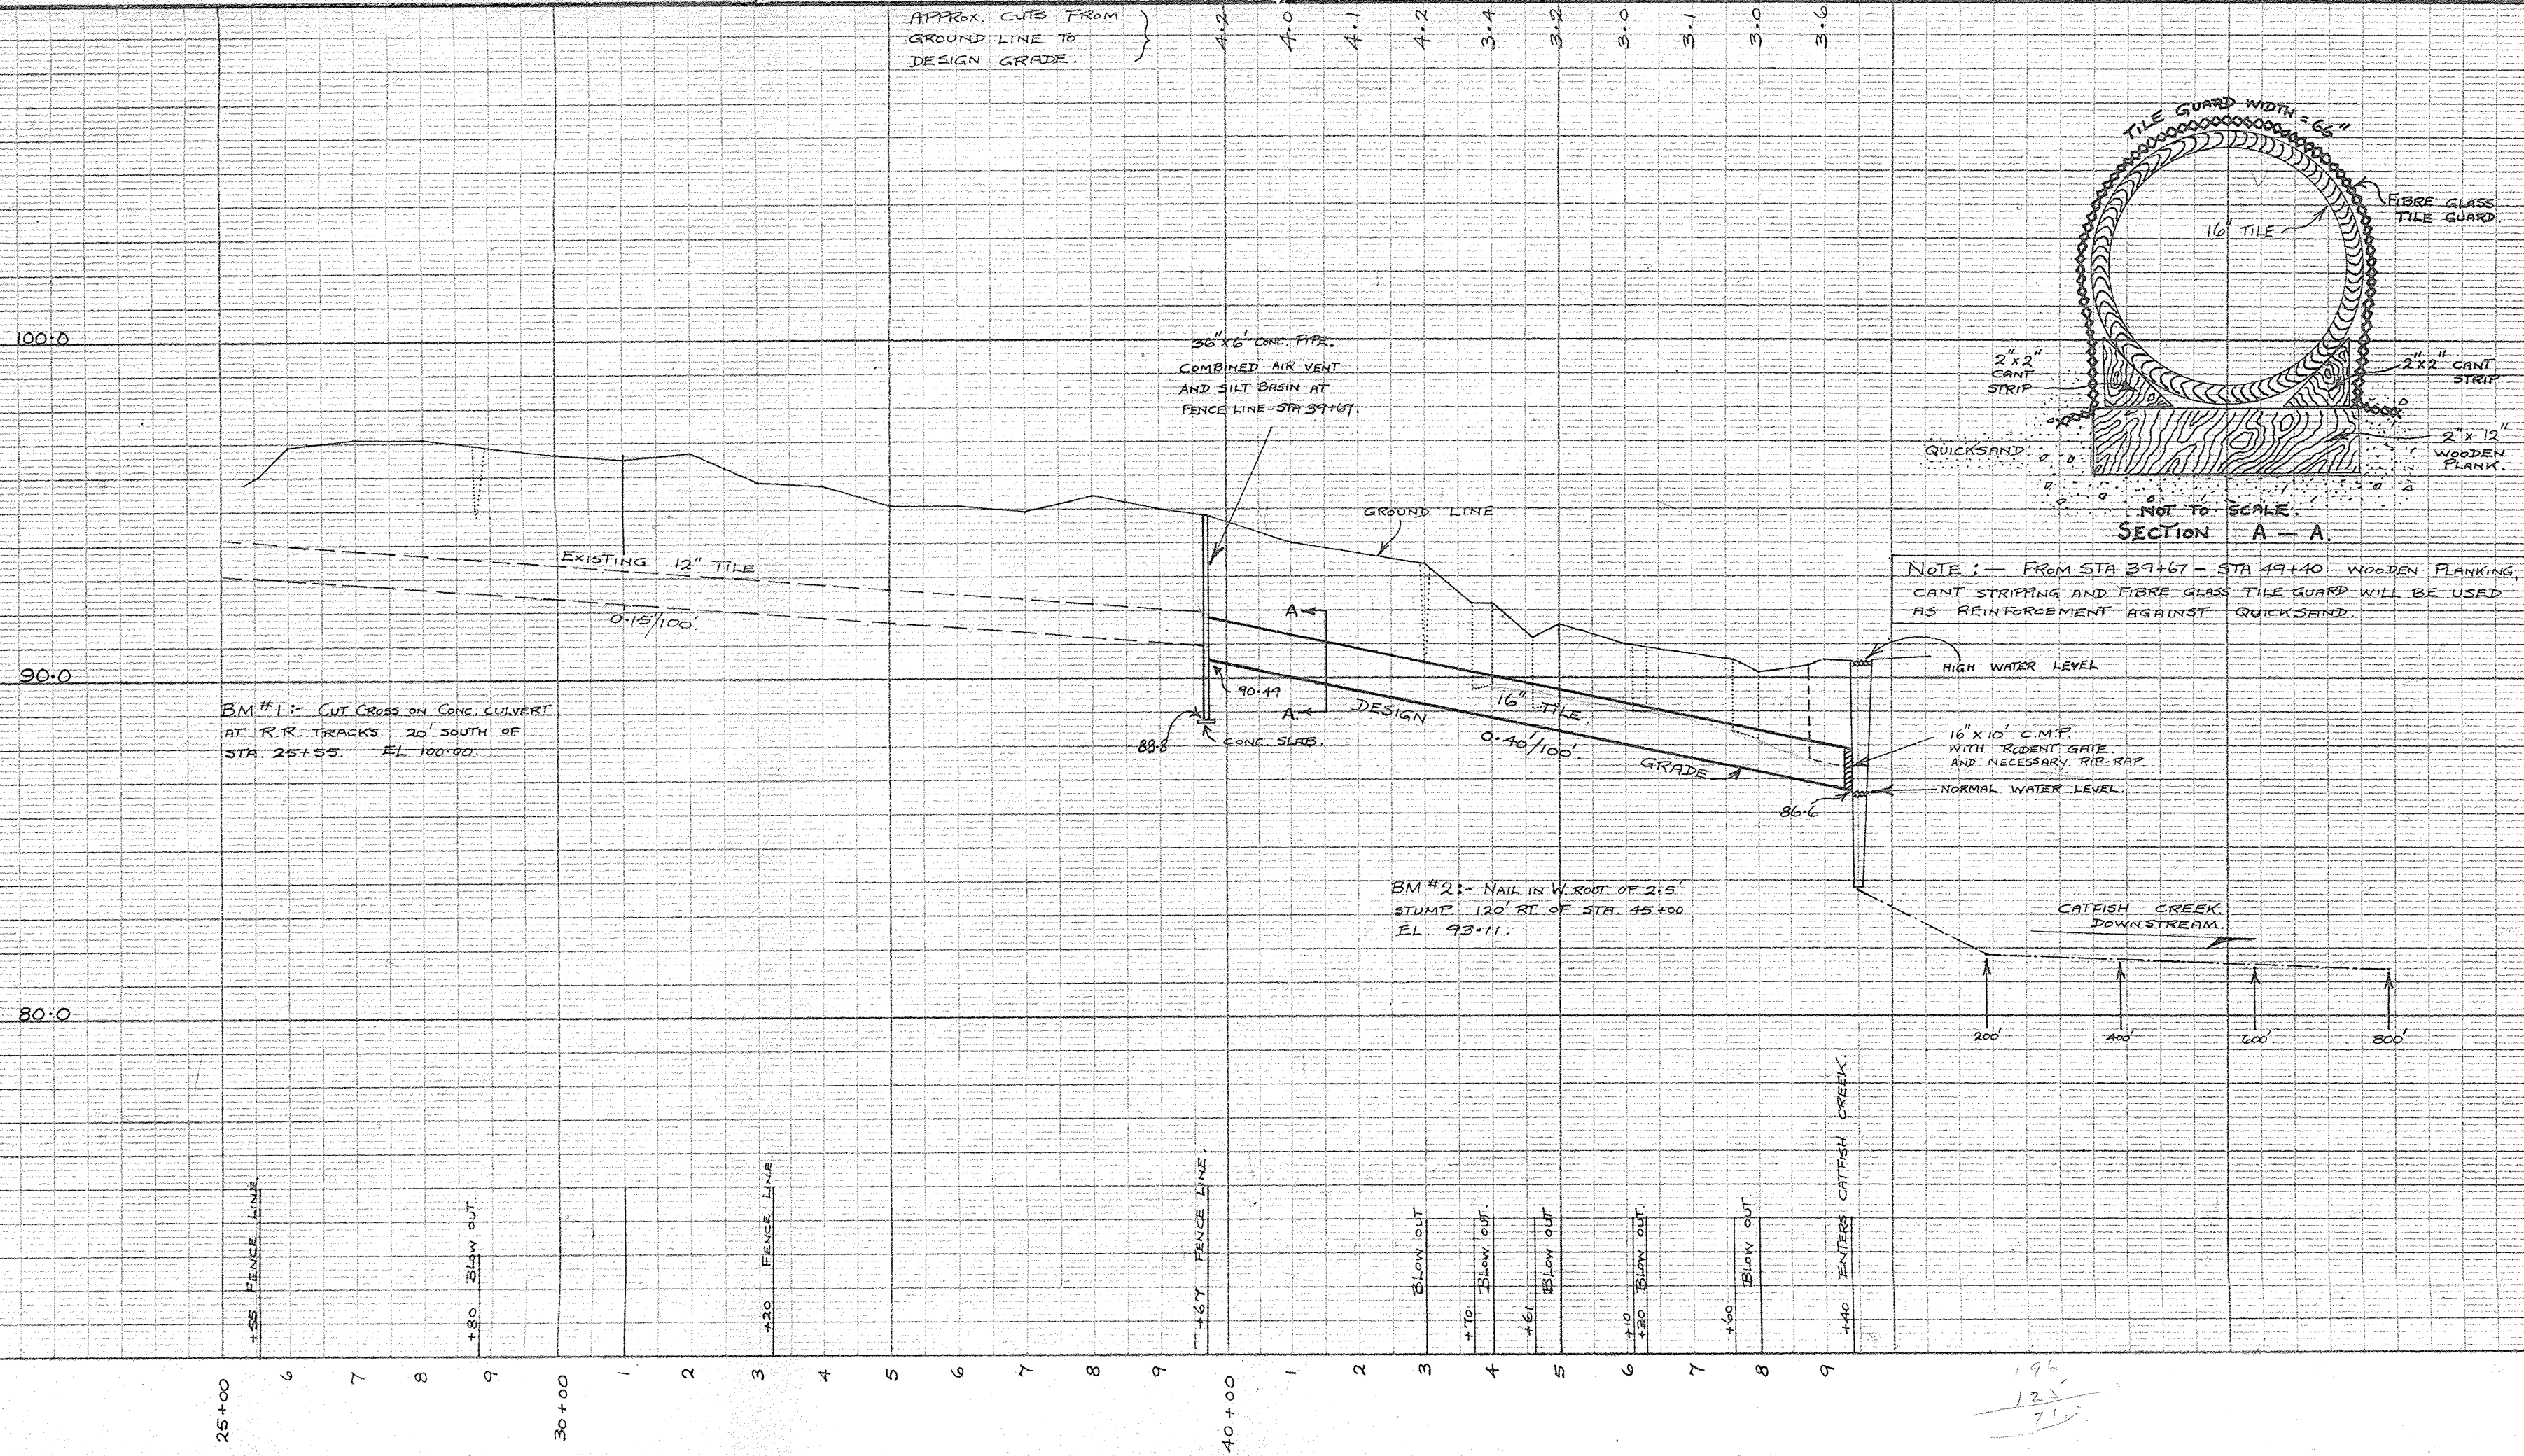 APPROX. CUTS FROM
GROUND LINE TO
DESIGN GRADE.
4.2
4.0
4.1
4.2
3.4
3.2
3.0
3.1
3.0
3.6
TILE GUARD WIDTH = 66"
FIBRE GLASS
TILE GUARD.
16" TILE
2"x2"
CANT
STRIP
2"x2" CANT
STRIP
QUICKSAND
2" x 12"
WOODEN
PLANK.
NOT TO SCALE.
SECTION A — A.
NOTE :— FROM STA 39+67 - STA 49+40. WOODEN PLANKING,
CANT STRIPPING AND FIBRE GLASS TILE GUARD WILL BE USED
AS REINFORCEMENT AGAINST QUICKSAND.
100.0
36"x6' CONC. PIPE.
COMBINED AIR VENT
AND SILT BASIN AT
FENCE LINE-STA 39+67.
GROUND LINE
EXISTING 12" TILE
0.15'/100'.
A
A
90.0
90.49
88.8
CONC. SLAB.
DESIGN
GRADE
16" TILE.
0.40'/100'.
HIGH WATER LEVEL
16" x 10' C.M.P.
WITH RODENT GATE.
AND NECESSARY RIP-RAP.
NORMAL WATER LEVEL.
86.6
BM #1 :- CUT CROSS ON CONC. CULVERT
AT R.R. TRACKS. 20' SOUTH OF
STA. 25+55. EL 100.00.
BM #2:- NAIL IN W. ROOT OF 2.5'
STUMP. 120' RT. OF STA. 45+00
EL. 93.11.
CATFISH CREEK.
DOWNSTREAM.
200'
400'
600'
800'
80.0
+55 FENCE LINE.
+80 BLOW OUT.
+20 FENCE LINE.
+67 FENCE LINE.
BLOW OUT
+70 BLOW OUT.
+61 BLOW OUT
+10
+30 BLOW OUT.
+60 BLOW OUT.
+440 ENTERS CATFISH CREEK.
25+00
6
7
8
9
30+00
1
2
3
4
5
6
7
8
9
40+00
1
2
3
4
5
6
7
8
9
196
125
71